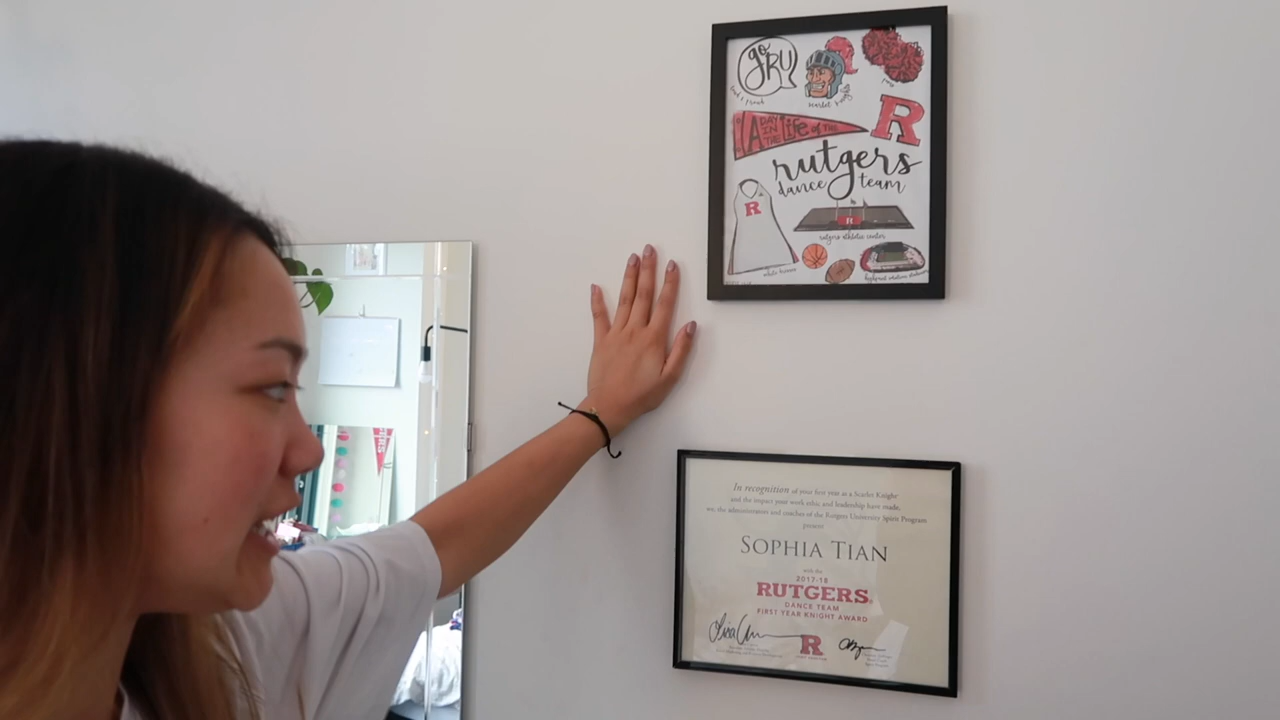 go RU
scarlet knight
R
A DAY IN THE Life OF THE
rutgers
dance team
R
R
rutgers athletic center
In recognition of your first year as a Scarlet Knight
and the impact your work ethic and leadership have made,
we, the administrators and coaches of the Rutgers University Spirit Program
present
SOPHIA TIAN
with the
2017-18
RUTGERS
DANCE TEAM
FIRST YEAR KNIGHT AWARD
R